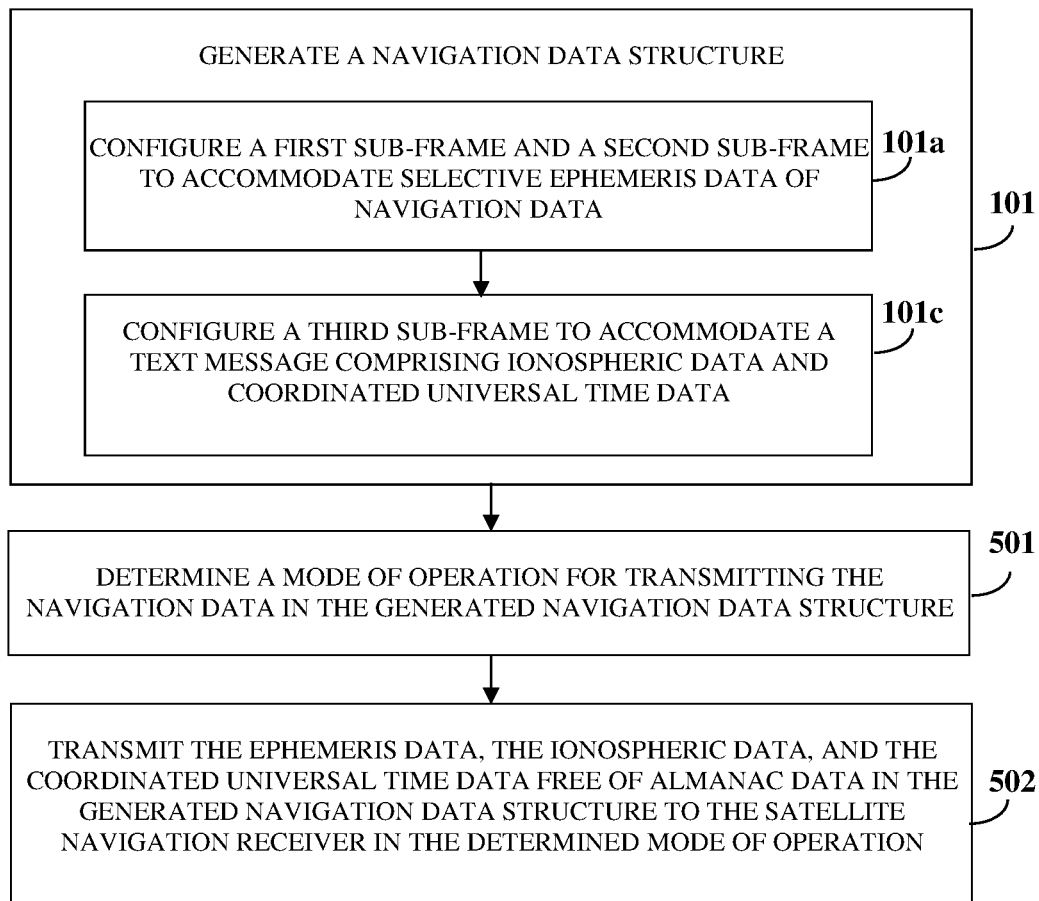 GENERATE A NAVIGATION DATA STRUCTURE
CONFIGURE A FIRST SUB-FRAME AND A SECOND SUB-FRAME
TO ACCOMMODATE SELECTIVE EPHEMERIS DATA OF
NAVIGATION DATA
101a
101
CONFIGURE A THIRD SUB-FRAME TO ACCOMMODATE A
TEXT MESSAGE COMPRISING IONOSPHERIC DATA AND
COORDINATED UNIVERSAL TIME DATA
101c
501
DETERMINE A MODE OF OPERATION FOR TRANSMITTING THE
NAVIGATION DATA IN THE GENERATED NAVIGATION DATA STRUCTURE
TRANSMIT THE EPHEMERIS DATA, THE IONOSPHERIC DATA, AND THE
COORDINATED UNIVERSAL TIME DATA FREE OF ALMANAC DATA IN THE
GENERATED NAVIGATION DATA STRUCTURE TO THE SATELLITE
NAVIGATION RECEIVER IN THE DETERMINED MODE OF OPERATION
502